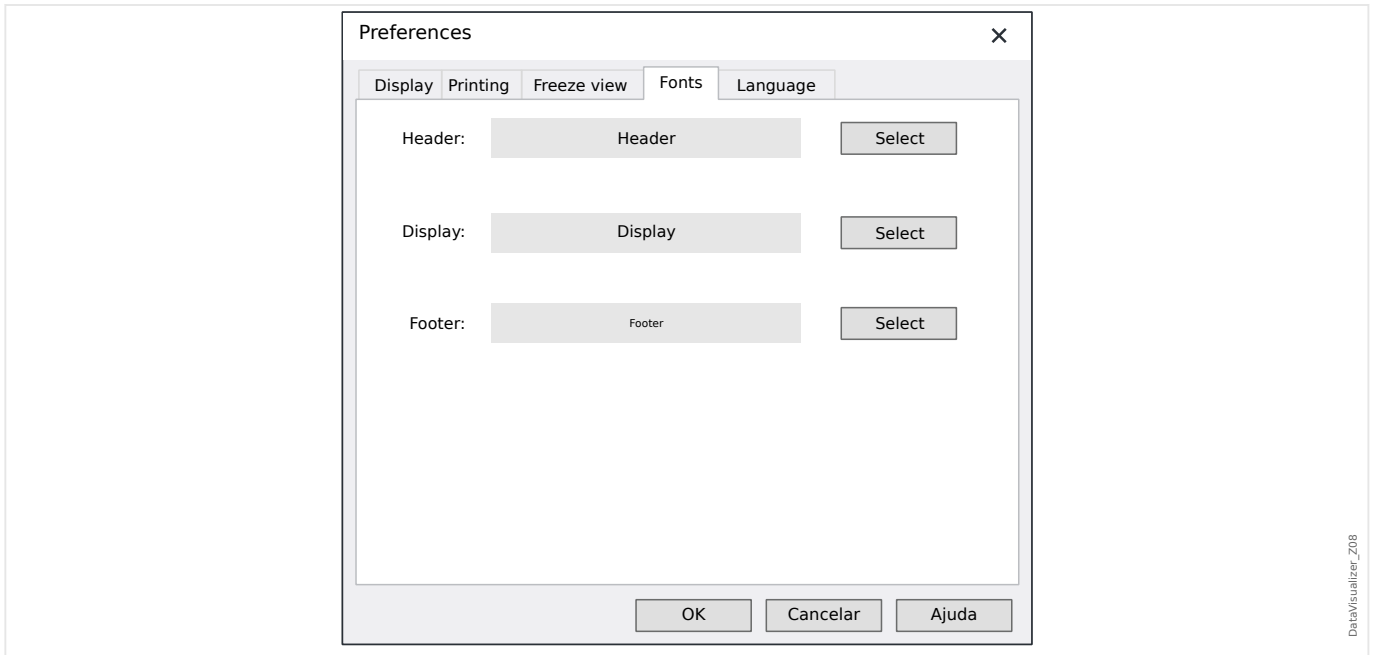 Preferences
Display Printing Freeze view Fonts Language
Header: Header Select
Display: Display Select
Footer: Footer Select
OK Cancelar Ajuda
DataVisualizer_Z08